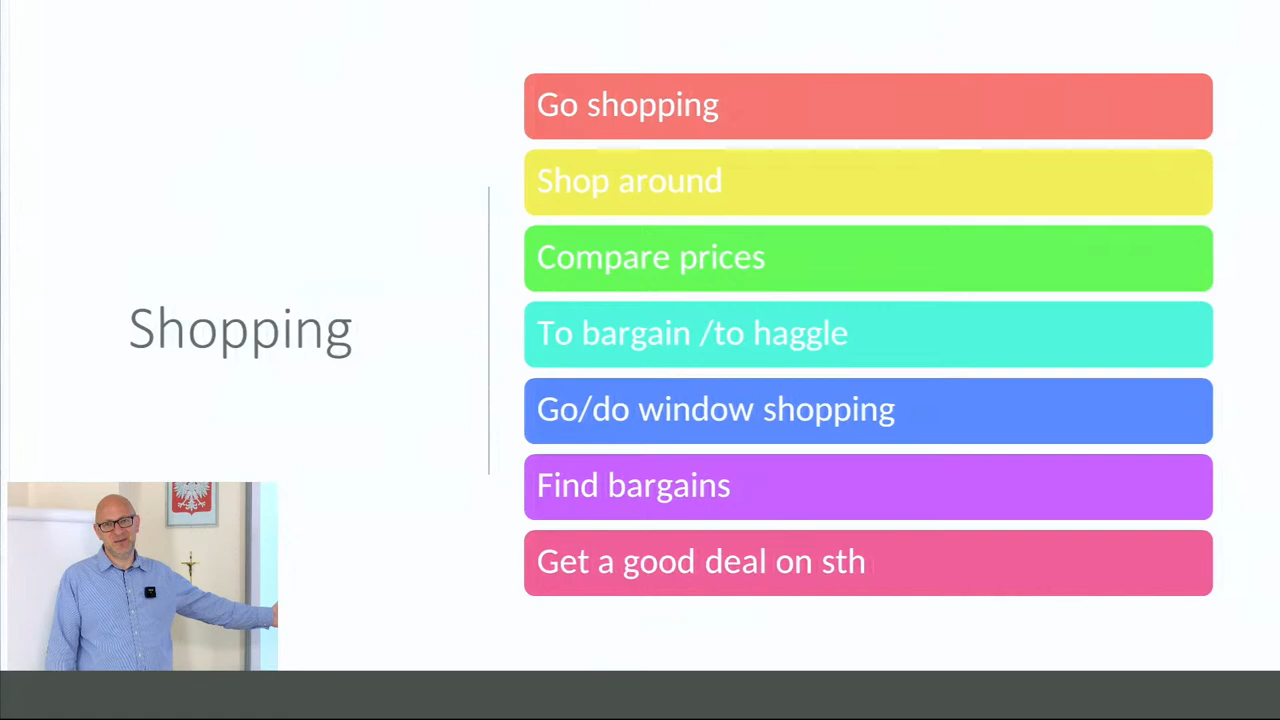 Shopping
Go shopping
Shop around
Compare prices
To bargain /to haggle
Go/do window shopping
Find bargains
Get a good deal on sth